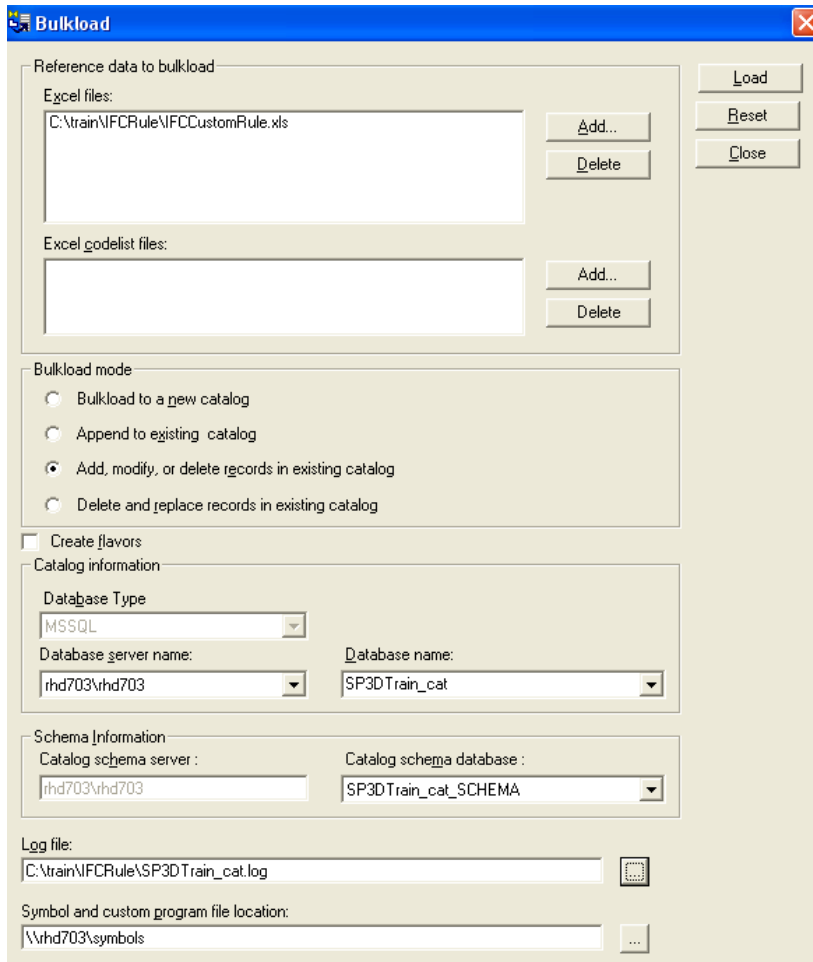 Bulkload
Reference data to bulkload
Load
Excel files:
C:\train\IFCRule\IFCCustomRule.xls
Add...
Reset
Delete
Close
Excel codelist files:
Add...
Delete
Bulkload mode
Bulkload to a new catalog
Append to existing catalog
Add, modify, or delete records in existing catalog
Delete and replace records in existing catalog
Create flavors
Catalog information
Database Type
MSSQL
Database server name:
Database name:
rhd703\rhd703
SP3DTrain_cat
Schema Information
Catalog schema server :
Catalog schema database :
rhd703\rhd703
SP3DTrain_cat_SCHEMA
Log file:
C:\train\IFCRule\SP3DTrain_cat.log
...
Symbol and custom program file location:
\\rhd703\symbols
...